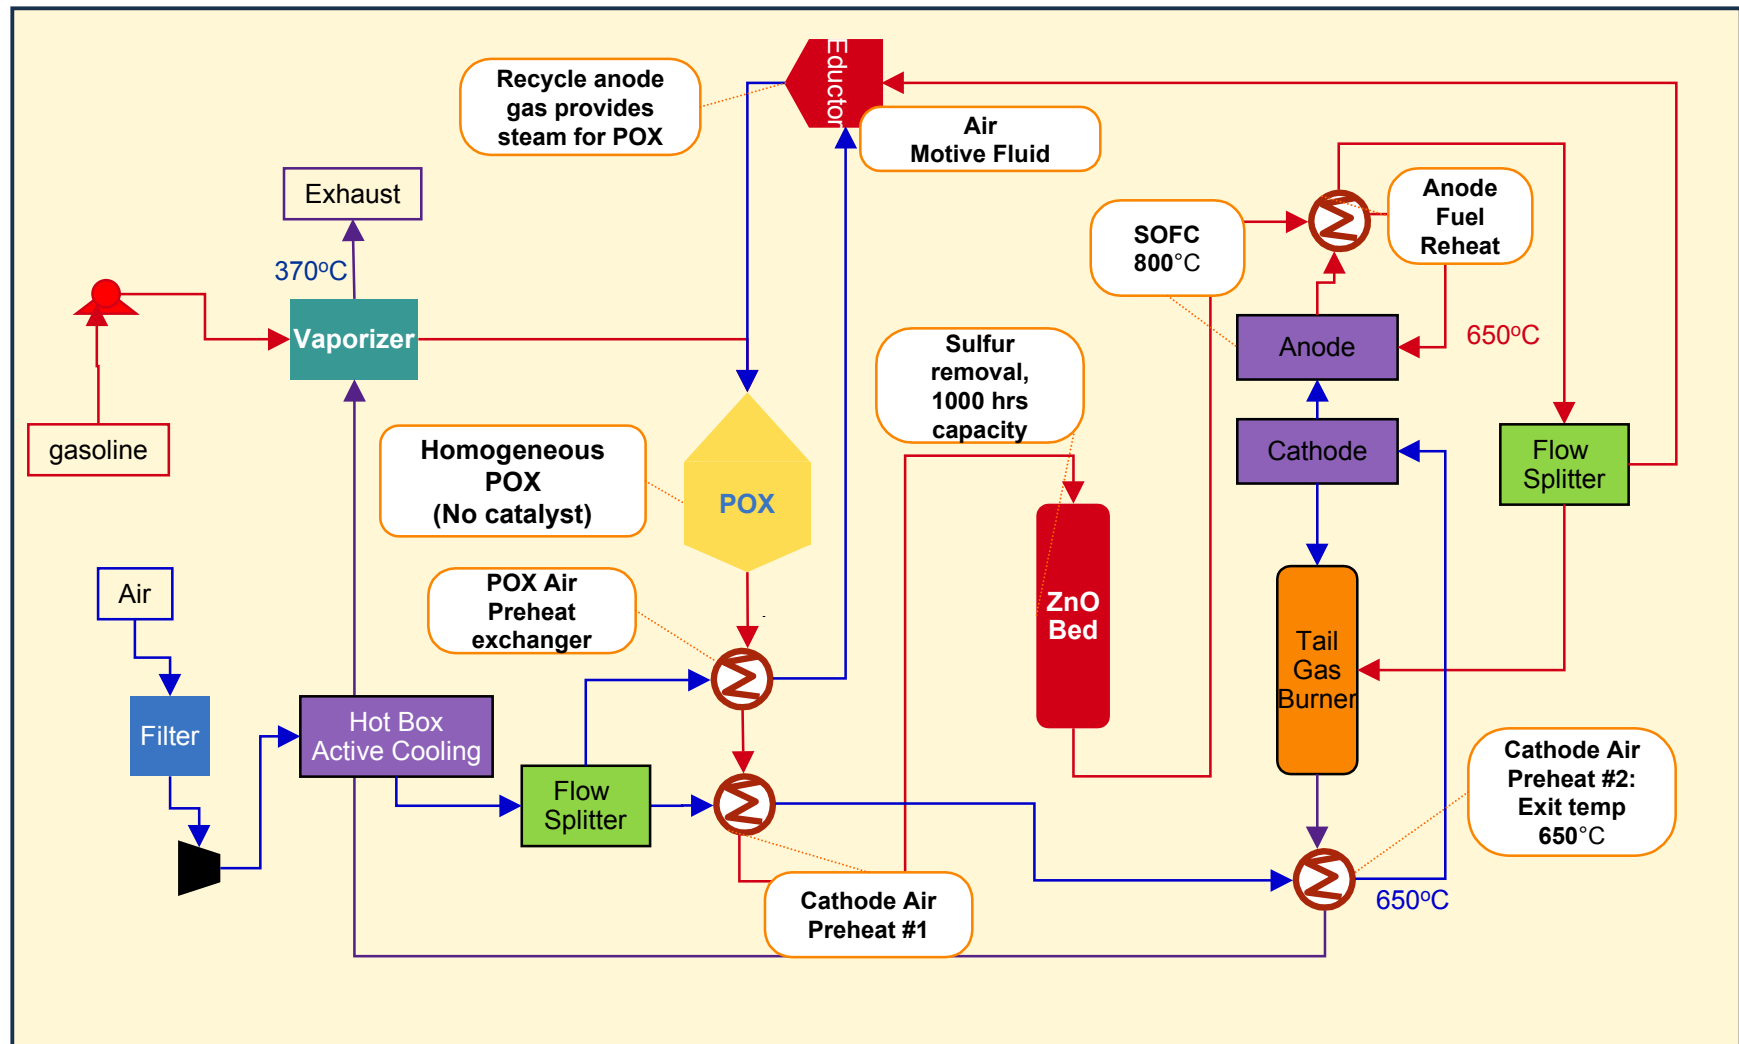 Eductor
Recycle anode
gas provides
steam for POX
Air
Motive Fluid
Exhaust
Anode
Fuel
Reheat
SOFC
800°C
370ºC
Vaporizer
Anode
650ºC
Sulfur
removal,
1000 hrs
capacity
gasoline
Homogeneous
POX
(No catalyst)
POX
Cathode
Flow
Splitter
Air
POX Air
Preheat
exchanger
ZnO
Bed
Tail
Gas
Burner
Filter
Hot Box
Active Cooling
Flow
Splitter
Cathode Air
Preheat #2:
Exit temp
650°C
Cathode Air
Preheat #1
650ºC